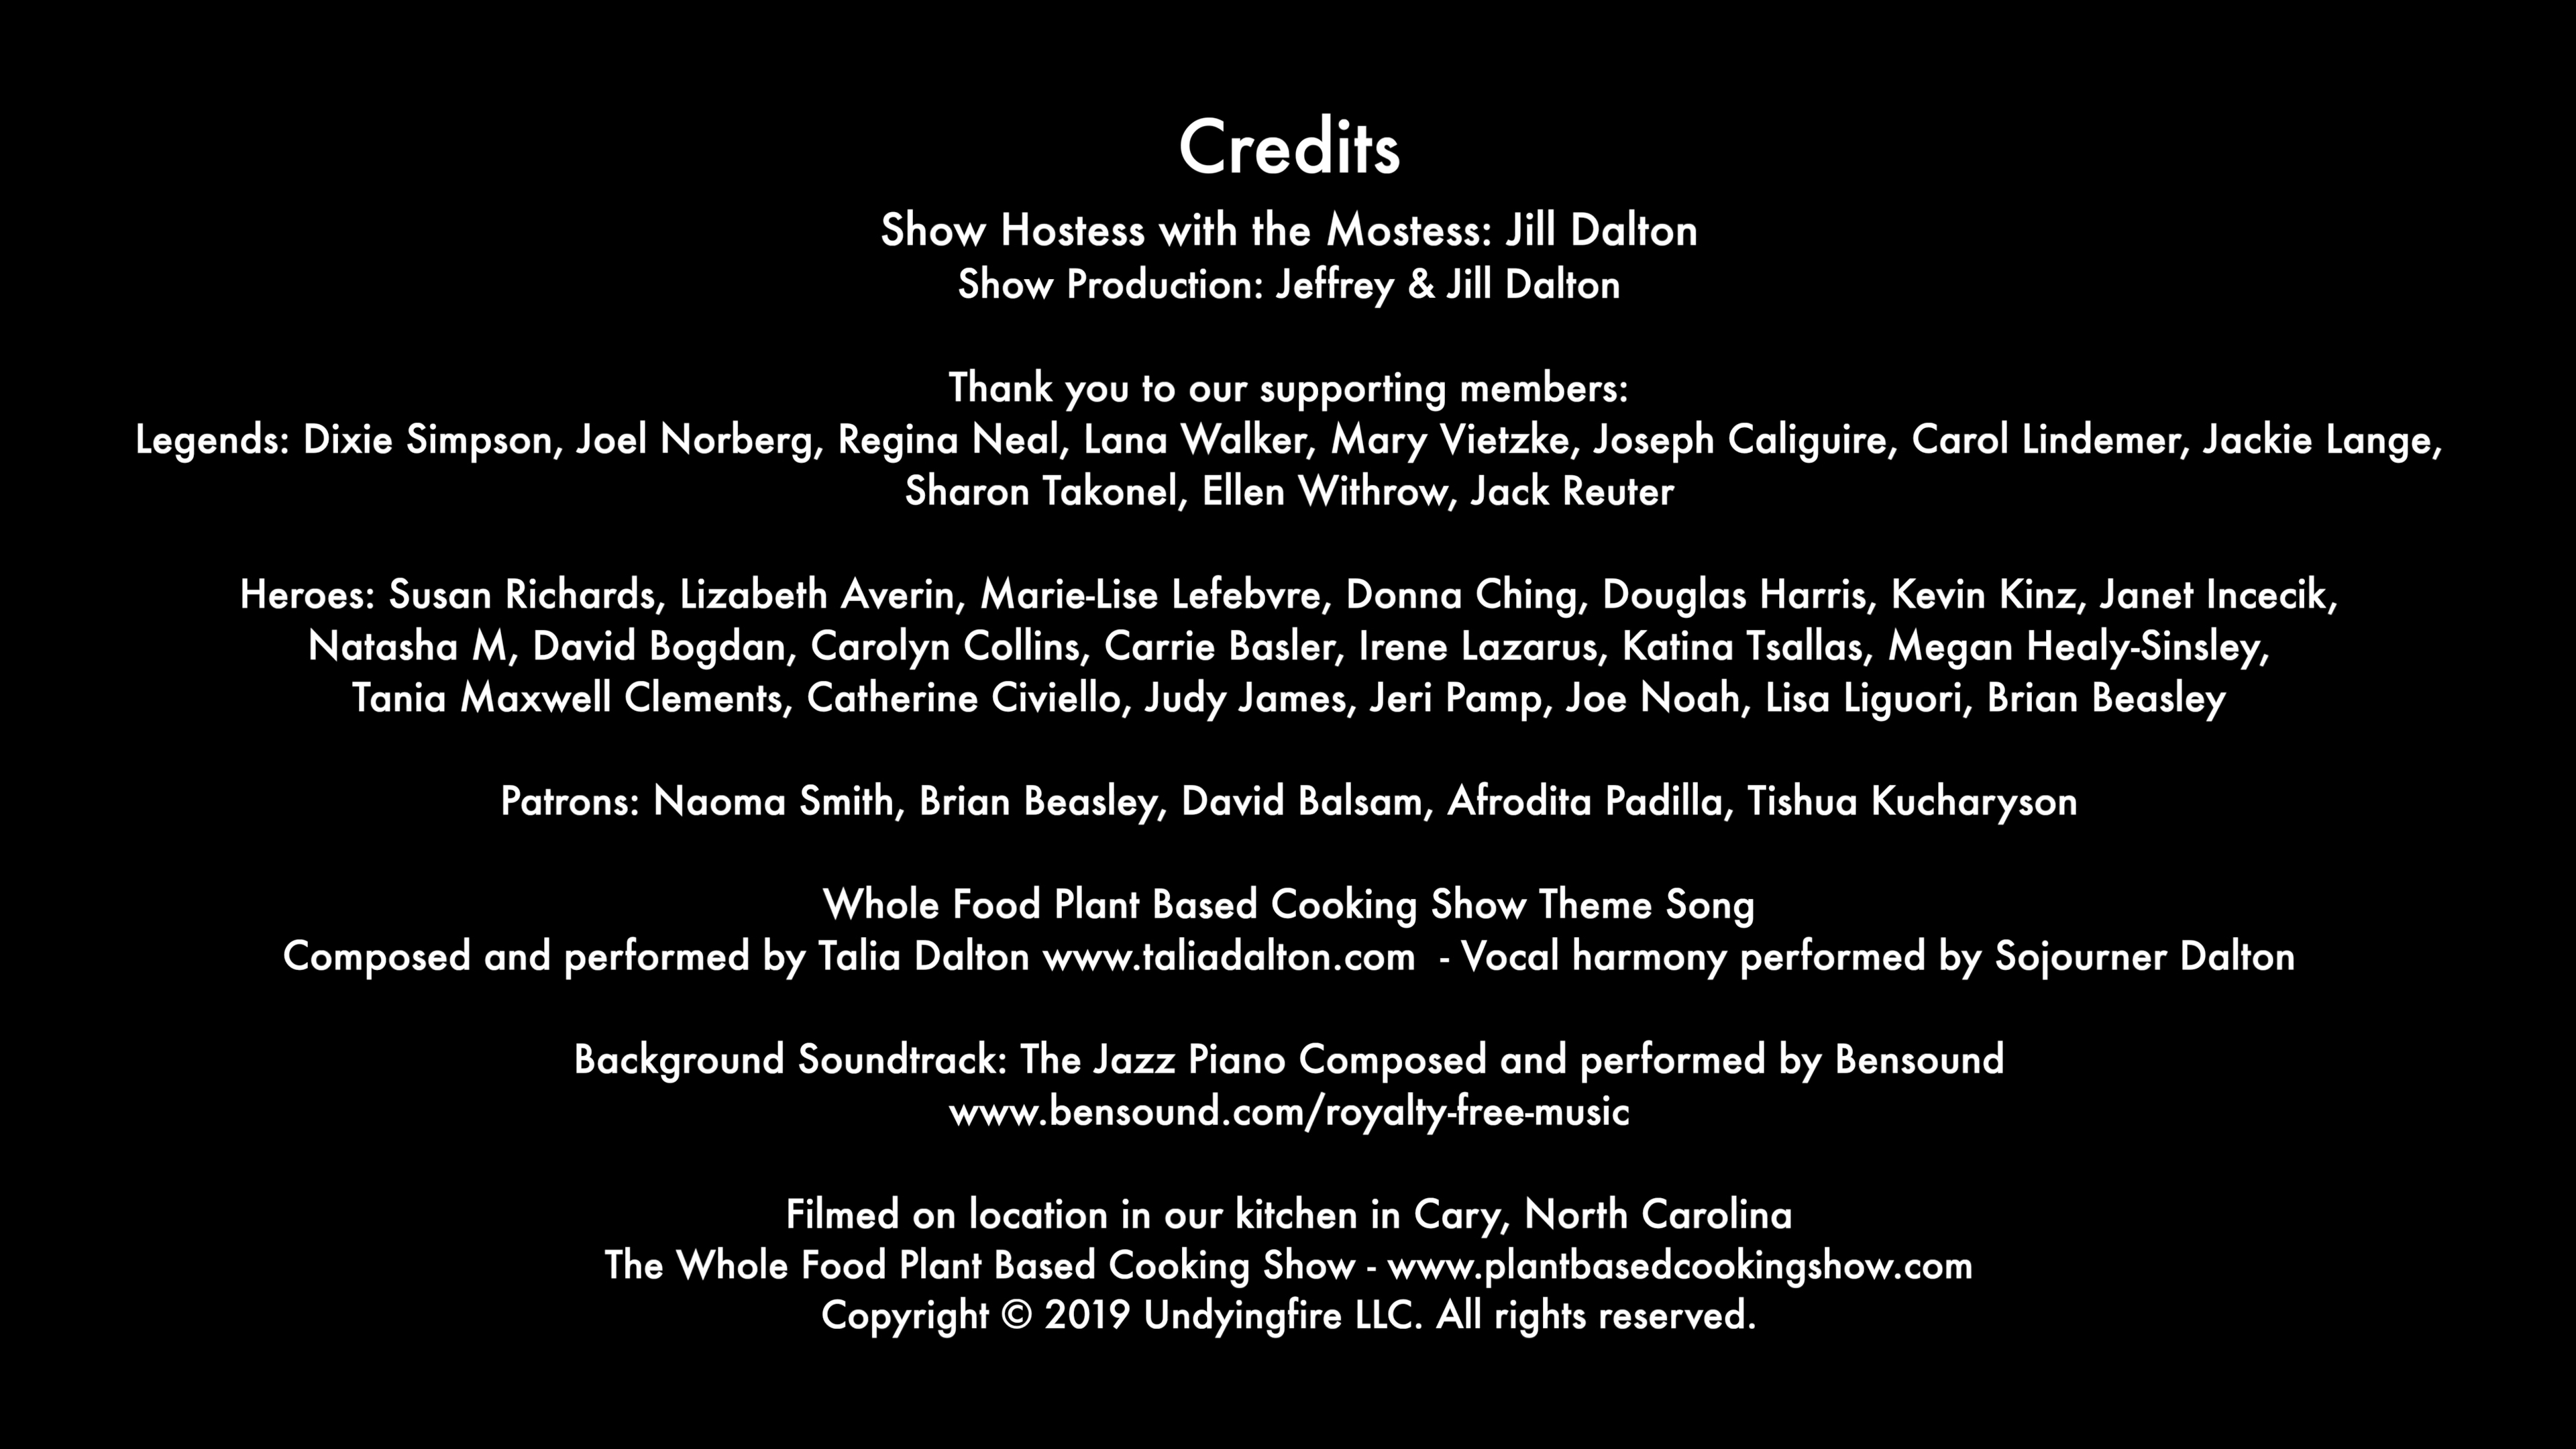 Credits
Show Hostess with the Mostess: Jill Dalton
Show Production: Jeffrey & Jill Dalton
Thank you to our supporting members:
Legends: Dixie Simpson, Joel Norberg, Regina Neal, Lana Walker, Mary Vietzke, Joseph Caliguire, Carol Lindemer, Jackie Lange,
Sharon Takonel, Ellen Withrow, Jack Reuter
Heroes: Susan Richards, Lizabeth Averin, Marie-Lise Lefebvre, Donna Ching, Douglas Harris, Kevin Kinz, Janet Incecik,
Natasha M, David Bogdan, Carolyn Collins, Carrie Basler, Irene Lazarus, Katina Tsallas, Megan Healy-Sinsley,
Tania Maxwell Clements, Catherine Civiello, Judy James, Jeri Pamp, Joe Noah, Lisa Liguori, Brian Beasley
Patrons: Naoma Smith, Brian Beasley, David Balsam, Afrodita Padilla, Tishua Kucharyson
Whole Food Plant Based Cooking Show Theme Song
Composed and performed by Talia Dalton www.taliadalton.com - Vocal harmony performed by Sojourner Dalton
Background Soundtrack: The Jazz Piano Composed and performed by Bensound
www.bensound.com/royalty-free-music
Filmed on location in our kitchen in Cary, North Carolina
The Whole Food Plant Based Cooking Show - www.plantbasedcookingshow.com
Copyright © 2019 Undyingfire LLC. All rights reserved.